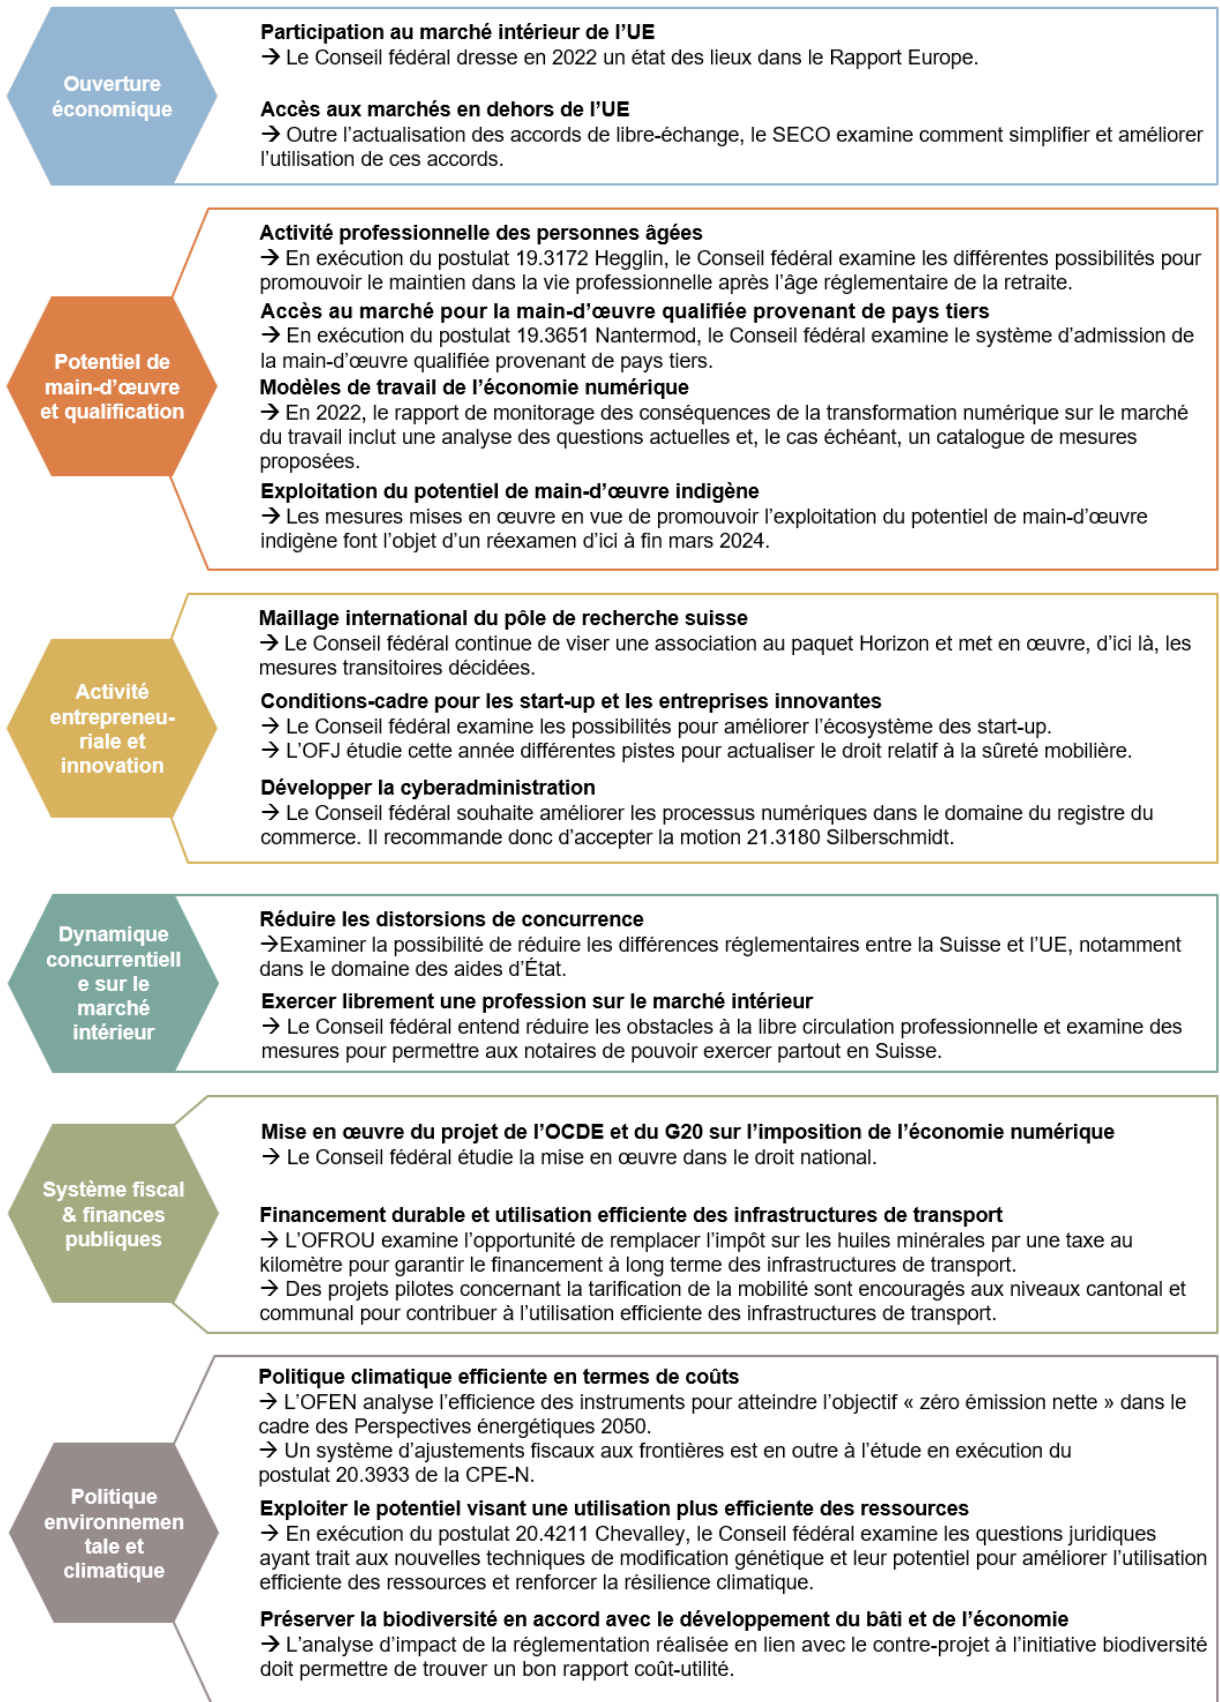 Ouverture
économique
Participation au marché intérieur de l’UE
→ Le Conseil fédéral dresse en 2022 un état des lieux dans le Rapport Europe.
Accès aux marchés en dehors de l’UE
→ Outre l’actualisation des accords de libre-échange, le SECO examine comment simplifier et améliorer
l’utilisation de ces accords.
Potentiel de
main-d’œuvre
et qualification
Activité professionnelle des personnes âgées
→ En exécution du postulat 19.3172 Hegglin, le Conseil fédéral examine les différentes possibilités pour
promouvoir le maintien dans la vie professionnelle après l’âge réglementaire de la retraite.
Accès au marché pour la main-d’œuvre qualifiée provenant de pays tiers
→ En exécution du postulat 19.3651 Nantermod, le Conseil fédéral examine le système d’admission de
la main-d’œuvre qualifiée provenant de pays tiers.
Modèles de travail de l’économie numérique
→ En 2022, le rapport de monitorage des conséquences de la transformation numérique sur le marché
du travail inclut une analyse des questions actuelles et, le cas échéant, un catalogue de mesures
proposées.
Exploitation du potentiel de main-d’œuvre indigène
→ Les mesures mises en œuvre en vue de promouvoir l’exploitation du potentiel de main-d’œuvre
indigène font l’objet d’un réexamen d’ici à fin mars 2024.
Activité
entrepreneu-
riale et
innovation
Maillage international du pôle de recherche suisse
→ Le Conseil fédéral continue de viser une association au paquet Horizon et met en œuvre, d’ici là, les
mesures transitoires décidées.
Conditions-cadre pour les start-up et les entreprises innovantes
→ Le Conseil fédéral examine les possibilités pour améliorer l’écosystème des start-up.
→ L’OFJ étudie cette année différentes pistes pour actualiser le droit relatif à la sûreté mobilière.
Développer la cyberadministration
→ Le Conseil fédéral souhaite améliorer les processus numériques dans le domaine du registre du
commerce. Il recommande donc d’accepter la motion 21.3180 Silberschmidt.
Dynamique
concurrentiell
e sur le
marché
intérieur
Réduire les distorsions de concurrence
→Examiner la possibilité de réduire les différences réglementaires entre la Suisse et l’UE, notamment
dans le domaine des aides d’État.
Exercer librement une profession sur le marché intérieur
→ Le Conseil fédéral entend réduire les obstacles à la libre circulation professionnelle et examine des
mesures pour permettre aux notaires de pouvoir exercer partout en Suisse.
Système fiscal
& finances
publiques
Mise en œuvre du projet de l’OCDE et du G20 sur l’imposition de l’économie numérique
→ Le Conseil fédéral étudie la mise en œuvre dans le droit national.
Financement durable et utilisation efficiente des infrastructures de transport
→ L’OFROU examine l’opportunité de remplacer l’impôt sur les huiles minérales par une taxe au
kilomètre pour garantir le financement à long terme des infrastructures de transport.
→ Des projets pilotes concernant la tarification de la mobilité sont encouragés aux niveaux cantonal et
communal pour contribuer à l’utilisation efficiente des infrastructures de transport.
Politique
environnemen
tale et
climatique
Politique climatique efficiente en termes de coûts
→ L’OFEN analyse l’efficience des instruments pour atteindre l’objectif « zéro émission nette » dans le
cadre des Perspectives énergétiques 2050.
→ Un système d’ajustements fiscaux aux frontières est en outre à l’étude en exécution du
postulat 20.3933 de la CPE-N.
Exploiter le potentiel visant une utilisation plus efficiente des ressources
→ En exécution du postulat 20.4211 Chevalley, le Conseil fédéral examine les questions juridiques
ayant trait aux nouvelles techniques de modification génétique et leur potentiel pour améliorer l’utilisation
efficiente des ressources et renforcer la résilience climatique.
Préserver la biodiversité en accord avec le développement du bâti et de l’économie
→ L’analyse d’impact de la réglementation réalisée en lien avec le contre-projet à l’initiative biodiversité
doit permettre de trouver un bon rapport coût-utilité.